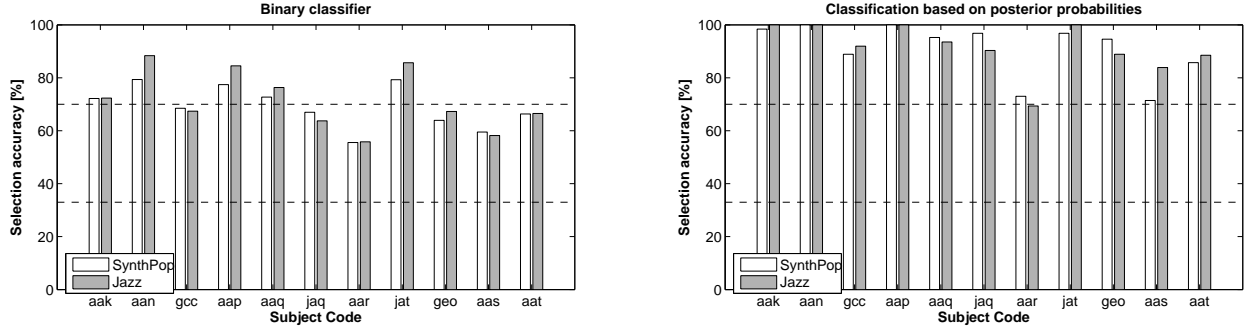 Binary classifier
Selection accuracy [%]
100
80
60
40
20
0
SynthPop
Jazz
aak aan gcc aap aaq jaq aar jat geo aas aat
Subject Code
Classification based on posterior probabilities
Selection accuracy [%]
100
80
60
40
20
0
SynthPop
Jazz
aak aan gcc aap aaq jaq aar jat geo aas aat
Subject Code